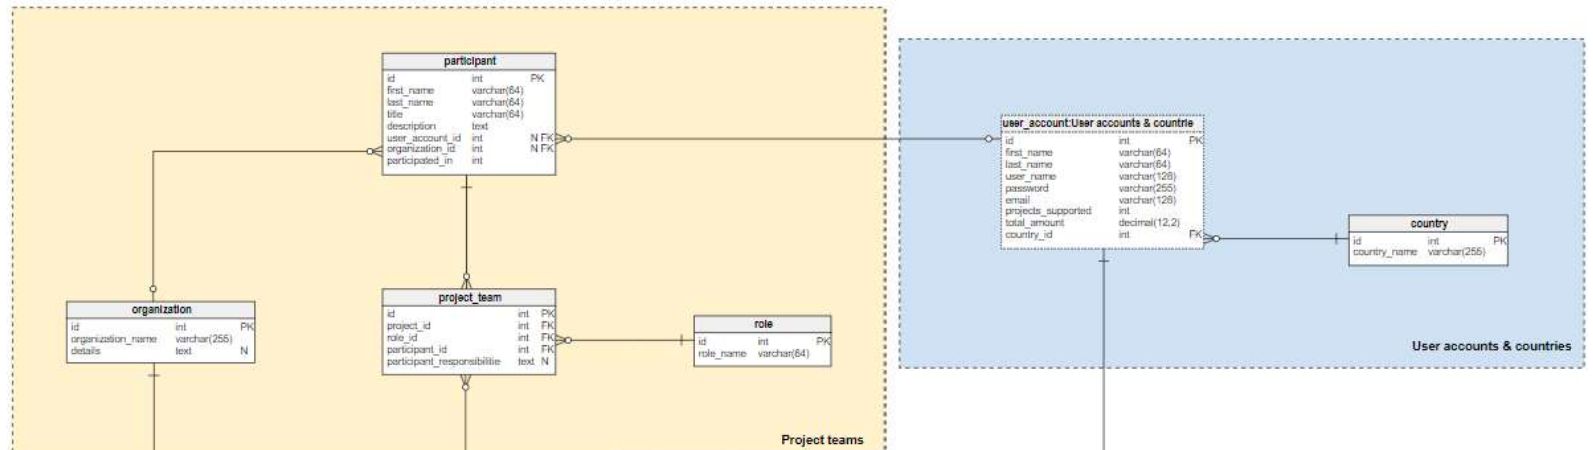 participant
id int PK
first_name varchar(64)
last_name varchar(64)
title varchar(64)
description text
user_account_id int N FK
organization_id int N FK
participated_in int
user_account:User accounts & countrie
id int PK
first_name varchar(64)
last_name varchar(64)
user_name varchar(128)
password varchar(255)
email varchar(128)
projects_supported int
total_amount decimal(12,2)
country_id int FK
country
id int PK
country_name varchar(255)
organization
id int PK
organization_name varchar(255)
details text N
project_team
id int PK
project_id int FK
role_id int FK
participant_id int FK
participant_responsibilitie text N
role
id int PK
role_name varchar(64)
User accounts & countries
Project teams